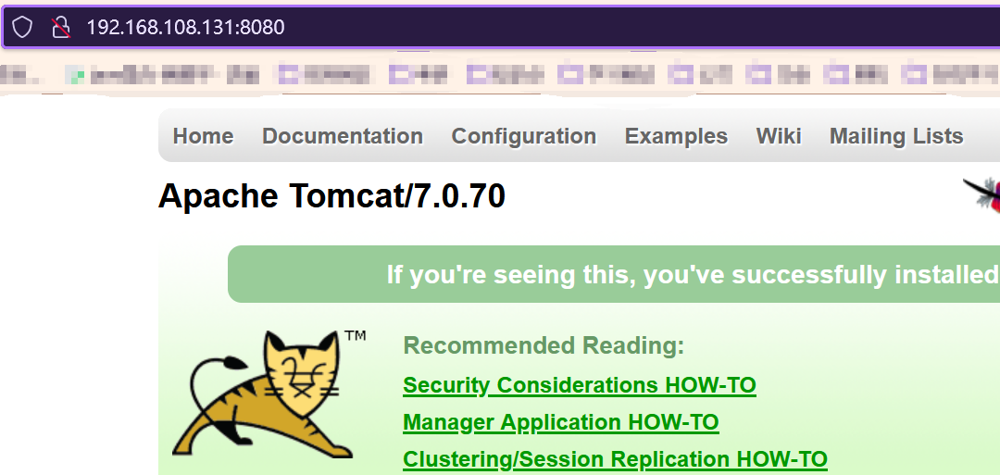 192.168.108.131:8080
Home Documentation Configuration Examples Wiki Mailing Lists
Apache Tomcat/7.0.70
If you're seeing this, you've successfully installed
TM
Recommended Reading:
Security Considerations HOW-TO
Manager Application HOW-TO
Clustering/Session Replication HOW-TO